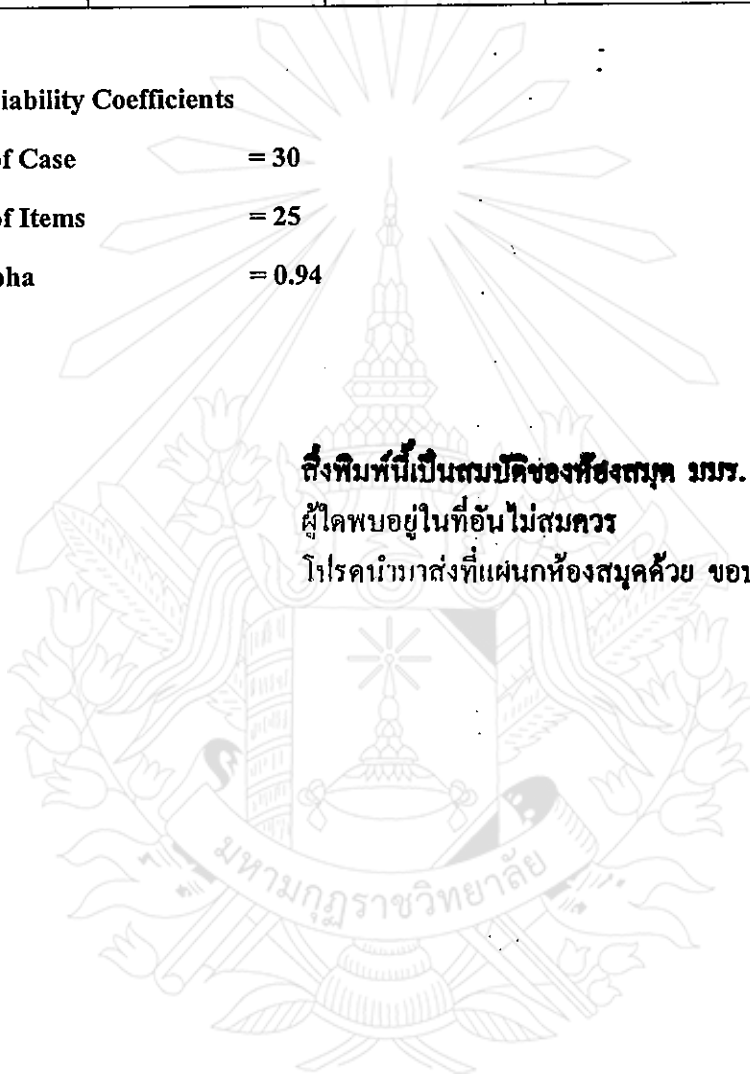 iability Coefficients
of Case = 30
of Items = 25
pha = 0.94
สิ่งพิมพ์นี้เป็นสมบัติของห้องสมุด มมร.
ผู้ใดพบอยู่ในที่อันไม่สมควร
โปรดนำมาส่งที่แผนกห้องสมุดด้วย ขอบ
มหามกุฏราชวิทยาลัย